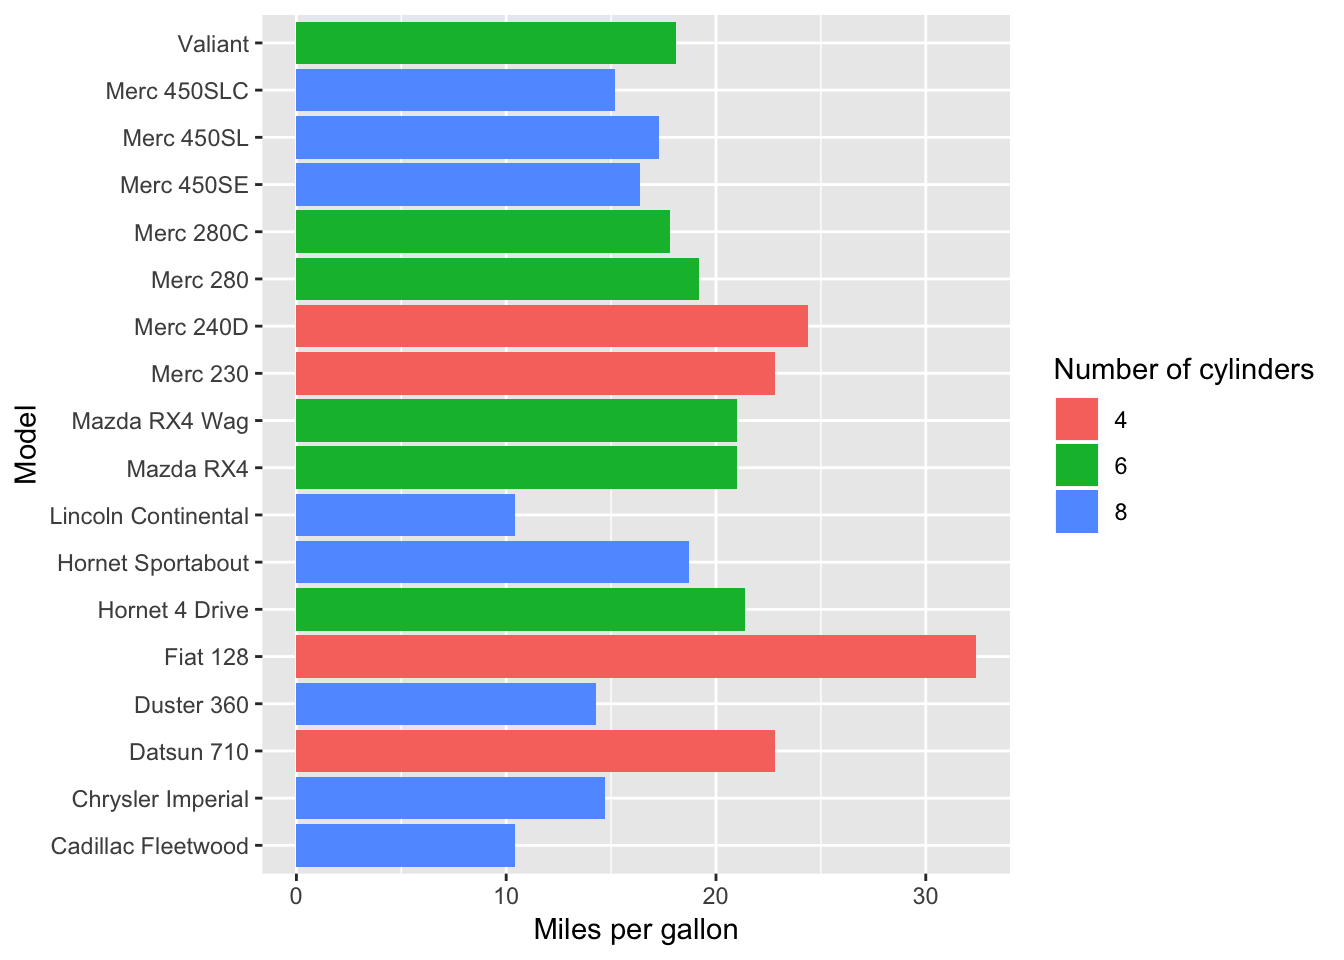 Valiant
Merc 450SLC
Merc 450SL
Merc 450SE
Merc 280C
Merc 280
Merc 240D
Merc 230
Mazda RX4 Wag
Mazda RX4
Lincoln Continental
Hornet Sportabout
Hornet 4 Drive
Fiat 128
Duster 360
Datsun 710
Chrysler Imperial
Cadillac Fleetwood
Model
0 10 20 30
Miles per gallon
Number of cylinders
4
6
8